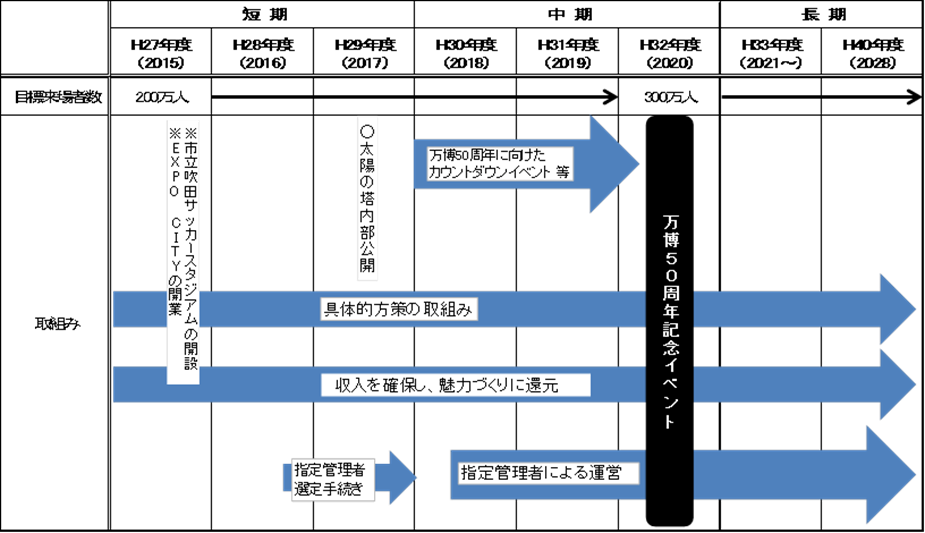 短期
中期
長期
H27年度
（2015）
H28年度
（2016）
H29年度
（2017）
H30年度
（2018）
H31年度
（2019）
H32年度
（2020）
H33年度
（2021～）
H40年度
（2028）
目標来場者数
200万人
300万人
取組み
※市立吹田サッカースタジアムの開設
※EXPO CITYの開業
○太陽の塔内部公開
万博50周年に向けた
カウントダウンイベント等
万博50周年記念イベント
具体的方策の取組み
収入を確保し、魅力づくりに還元
指定管理者
選定手続き
指定管理者による運営